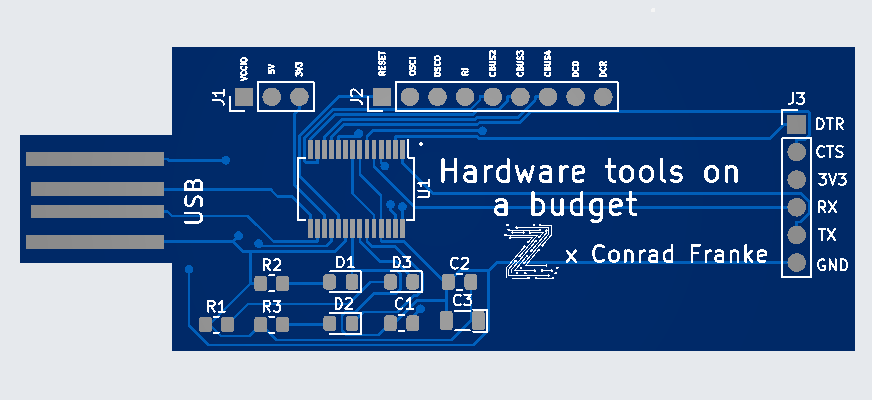 VCCIO
5V
3V3
RESET
OSCI
OSCO
RI
CBUS2
CBUS3
CBUS4
DCD
DCR
J1
J2
J3
DTR
CTS
3V3
RX
TX
GND
USB
U1
Hardware tools on
a budget
x Conrad Franke
R2
D1
D3
C2
R1
R3
D2
C1
C3